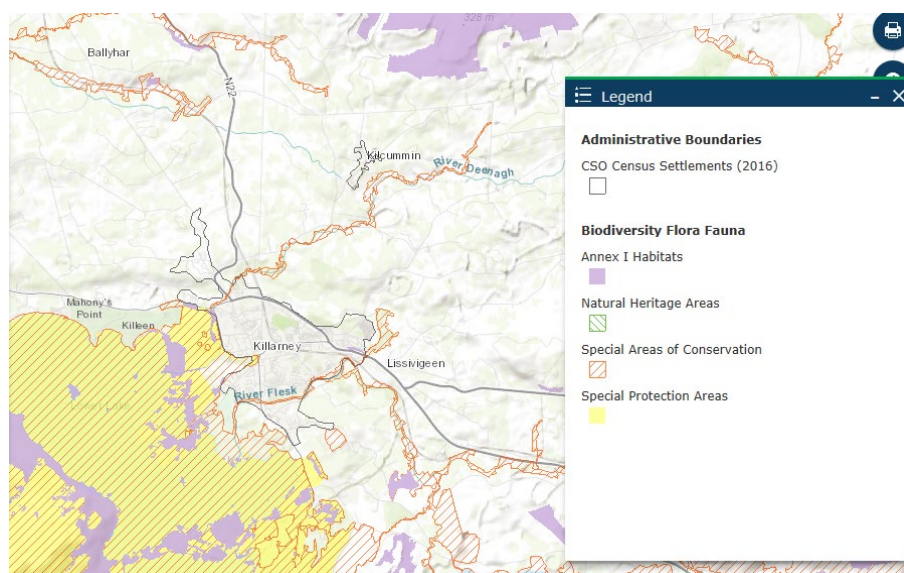 328 m
Ballyhar
N22
Kilcummin
River Deenagh
Mahony's
Point
Killeen
Killarney
Lissivigeen
River Flesk
Legend
Administrative Boundaries
CSO Census Settlements (2016)
Biodiversity Flora Fauna
Annex I Habitats
Natural Heritage Areas
Special Areas of Conservation
Special Protection Areas